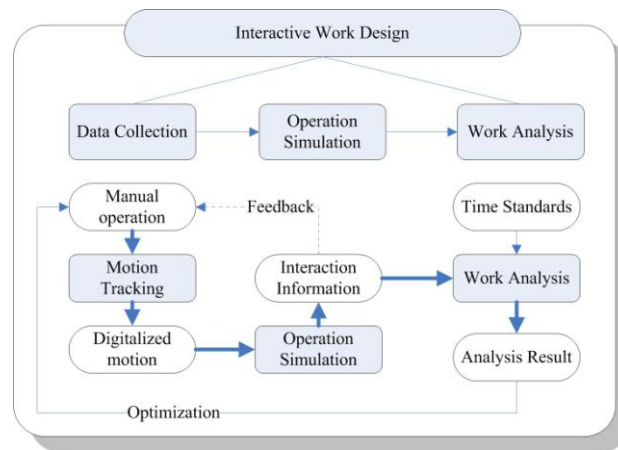 Interactive Work Design
Data Collection
Operation
Simulation
Work Analysis
Manual
operation
Feedback
Time Standards
Motion
Tracking
Interaction
Information
Work Analysis
Digitalized
motion
Operation
Simulation
Analysis Result
Optimization